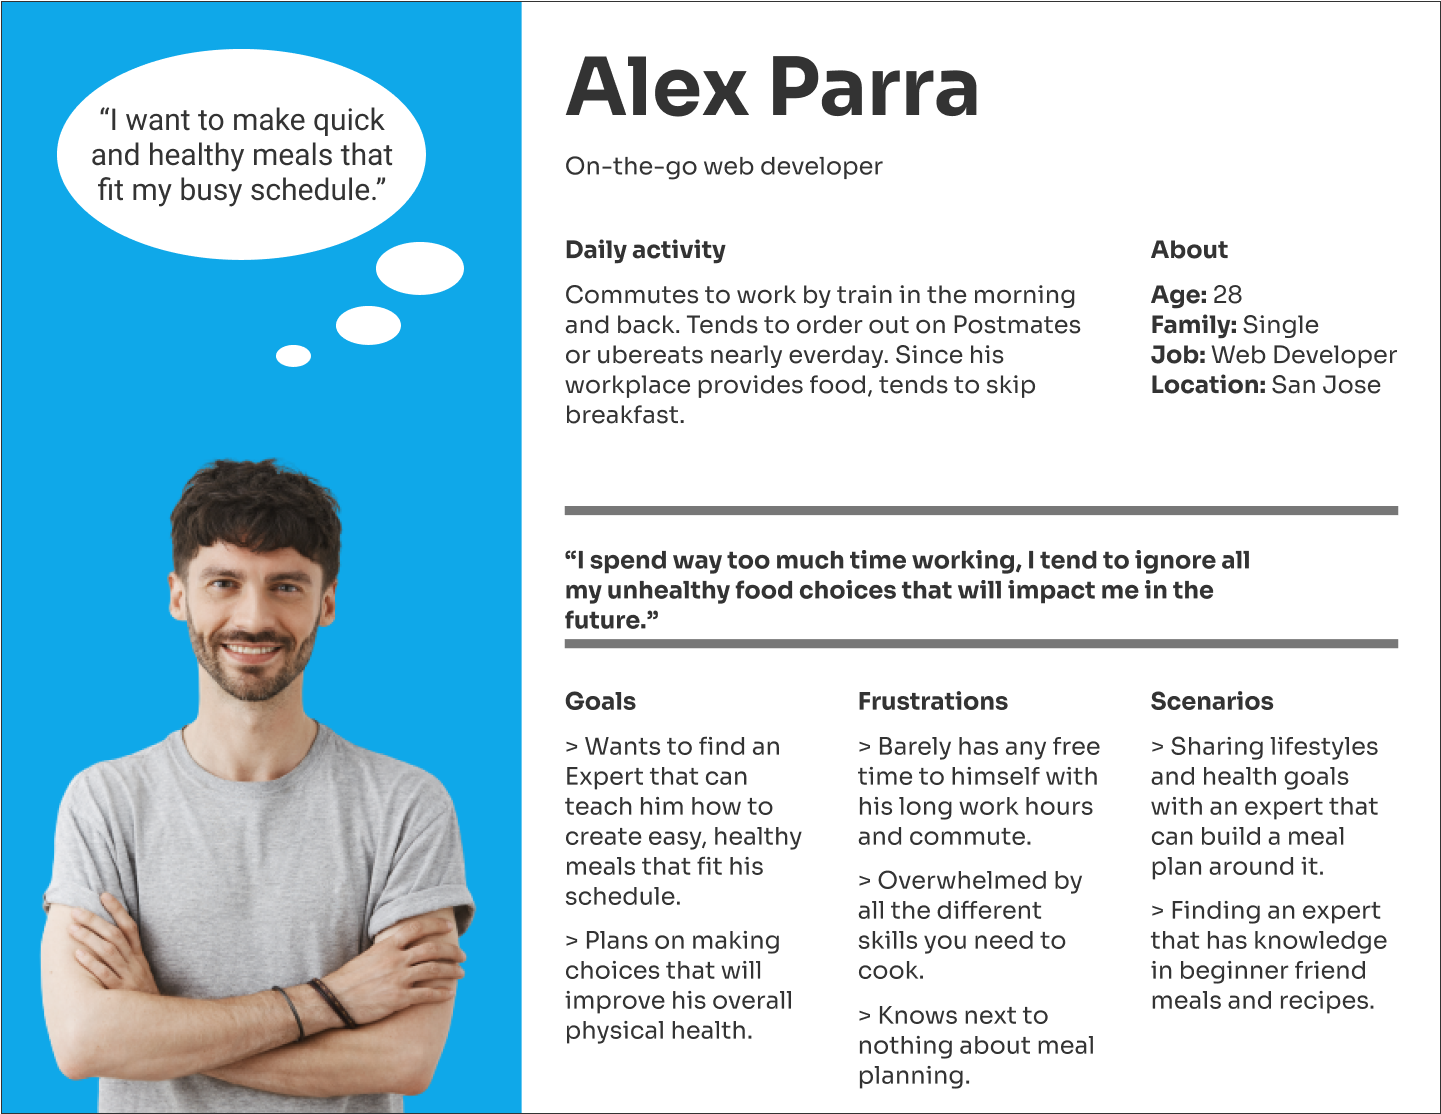 “I want to make quick
and healthy meals that
fit my busy schedule.”
Alex Parra
On-the-go web developer
Daily activity
Commutes to work by train in the morning
and back. Tends to order out on Postmates
or ubereats nearly everday. Since his
workplace provides food, tends to skip
breakfast.
About
Age: 28
Family: Single
Job: Web Developer
Location: San Jose
“I spend way too much time working, I tend to ignore all
my unhealthy food choices that will impact me in the
future.”
Goals
> Wants to find an
Expert that can
teach him how to
create easy, healthy
meals that fit his
schedule.
> Plans on making
choices that will
improve his overall
physical health.
Frustrations
> Barely has any free
time to himself with
his long work hours
and commute.
> Overwhelmed by
all the different
skills you need to
cook.
> Knows next to
nothing about meal
planning.
Scenarios
> Sharing lifestyles
and health goals
with an expert that
can build a meal
plan around it.
> Finding an expert
that has knowledge
in beginner friend
meals and recipes.